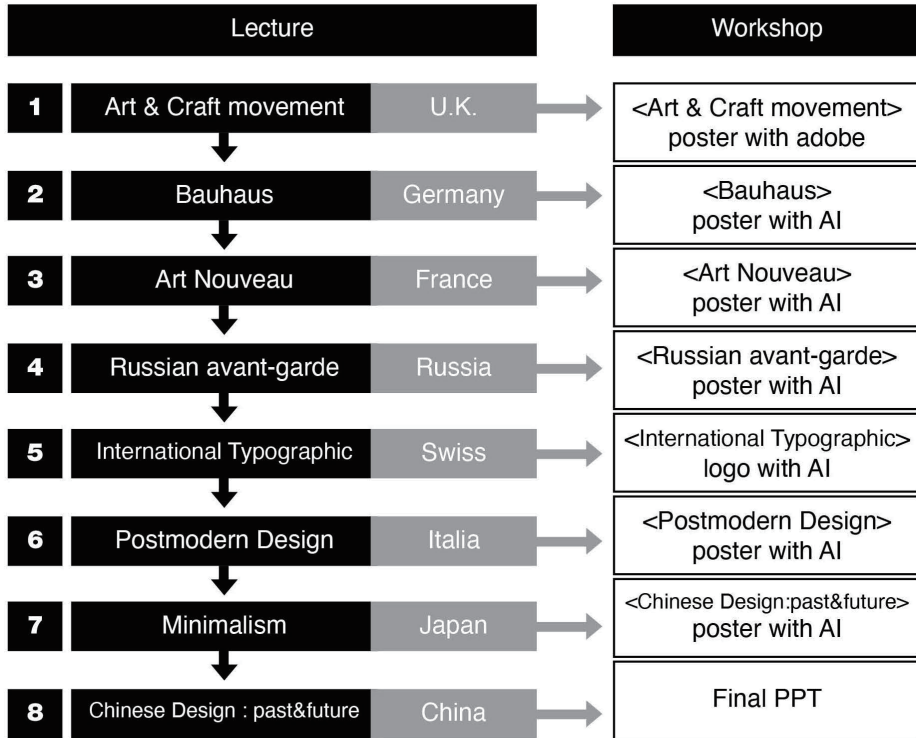 Lecture
Workshop
1
Art & Craft movement
U.K.
<Art & Craft movement>
poster with adobe
2
Bauhaus
Germany
<Bauhaus>
poster with AI
3
Art Nouveau
France
<Art Nouveau>
poster with AI
4
Russian avant-garde
Russia
<Russian avant-garde>
poster with AI
5
International Typographic
Swiss
<International Typographic>
logo with AI
6
Postmodern Design
Italia
<Postmodern Design>
poster with AI
7
Minimalism
Japan
<Chinese Design:past&future>
poster with AI
8
Chinese Design : past&future
China
Final PPT